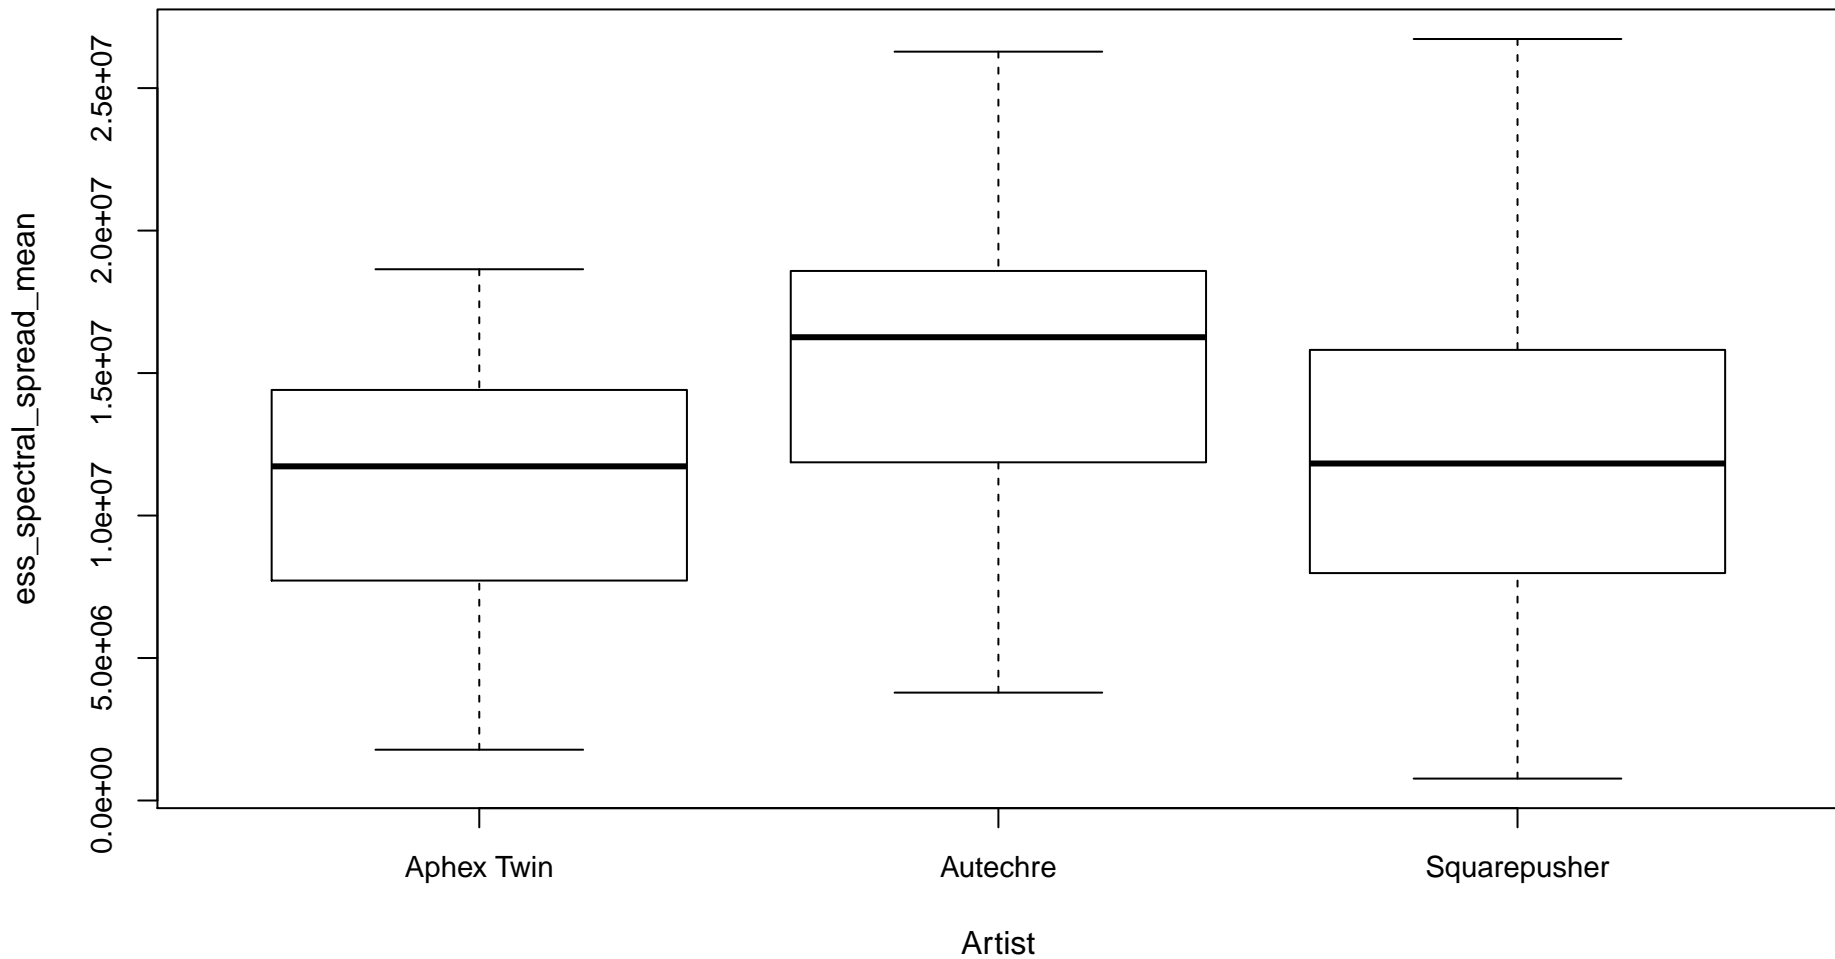 ess_spectral_spread_mean
2.5e+07
2.0e+07
1.5e+07
1.0e+07
5.0e+06
0.0e+00
Aphex Twin
Autechre
Squarepusher
Artist